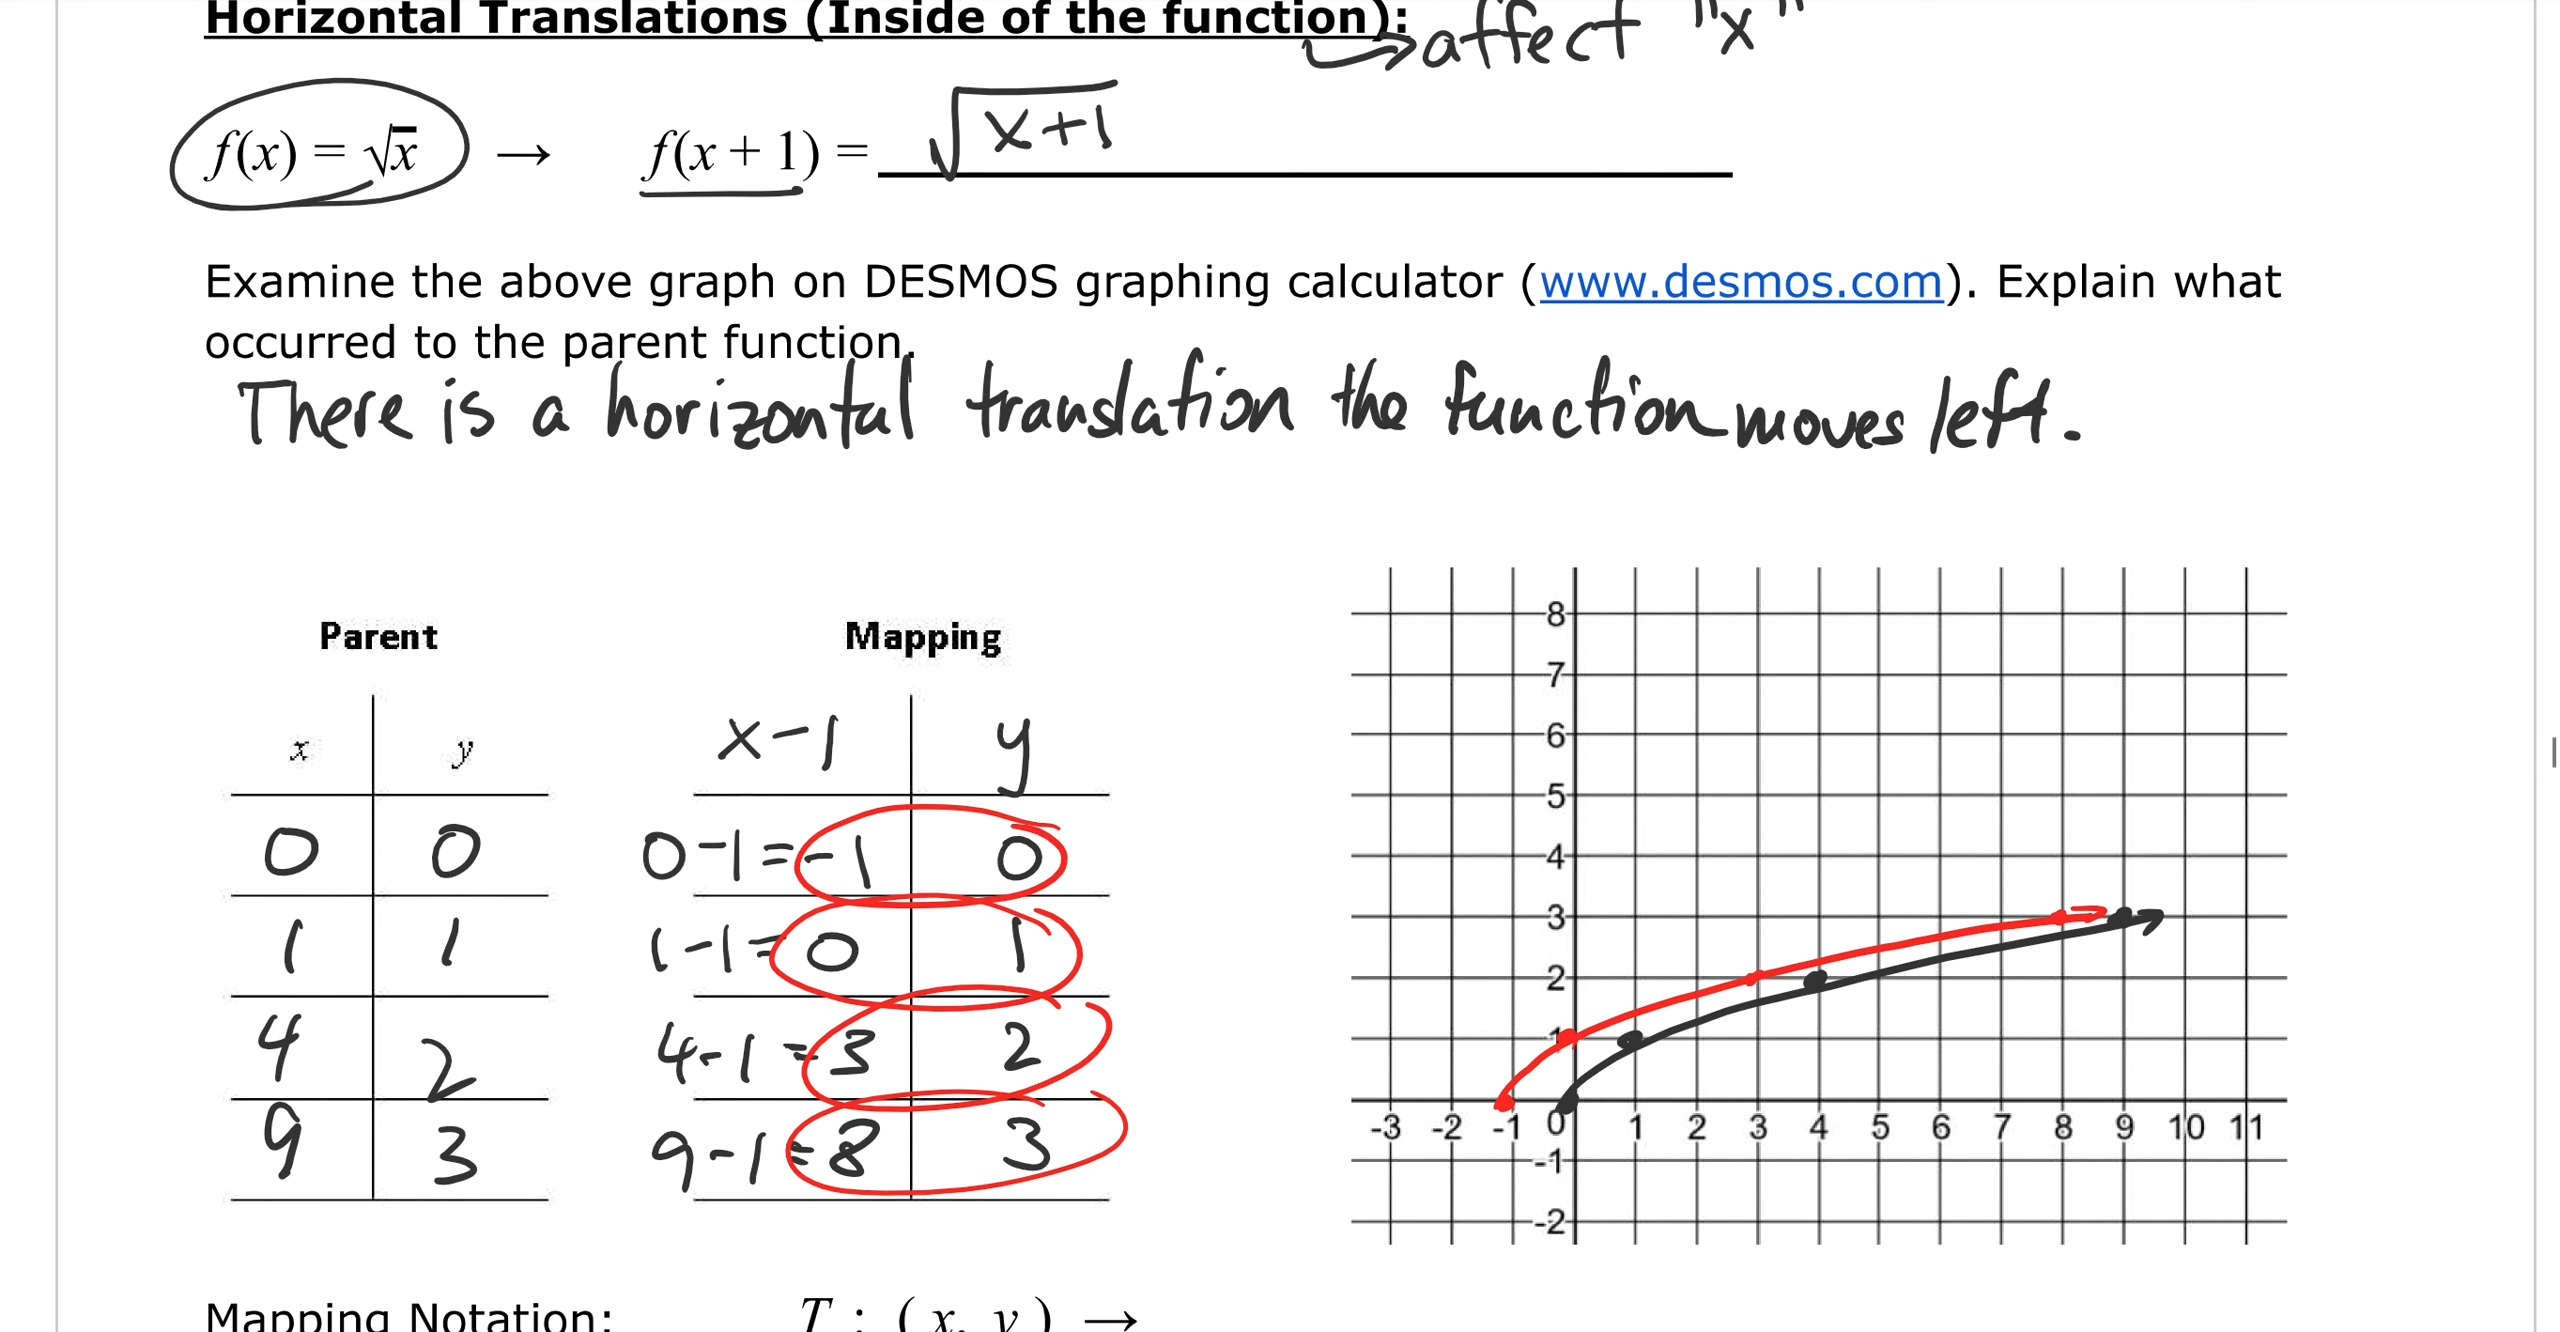 Horizontal Translations (Inside of the function):
affect "x"
f(x) = √x → f(x + 1) = √x+1
Examine the above graph on DESMOS graphing calculator (www.desmos.com). Explain what
occurred to the parent function.
There is a horizontal translation the function moves left.
Parent Mapping
x y x-1 y
0 0 0-1=-1 0
1 1 1-1=0 1
4 2 4-1=3 2
9 3 9-1=8 3
8
7
6
5
4
3
2
1
-3 -2 -1 0 1 2 3 4 5 6 7 8 9 10 11
-1
-2
Mapping Notation: T : ( x, y ) →